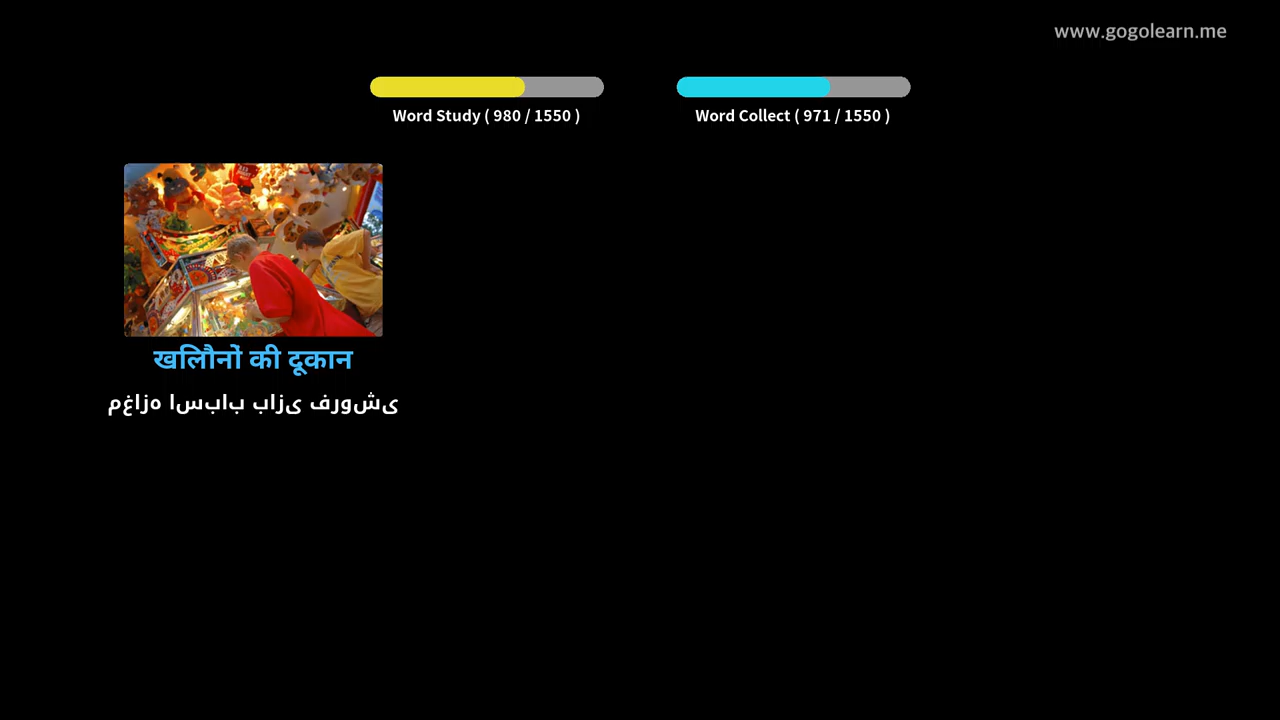 www.gogolearn.me
Word Study ( 980 / 1550 )
Word Collect ( 971 / 1550 )
खलिौनों की दूकान
مغازه اسباب بازی فروشی